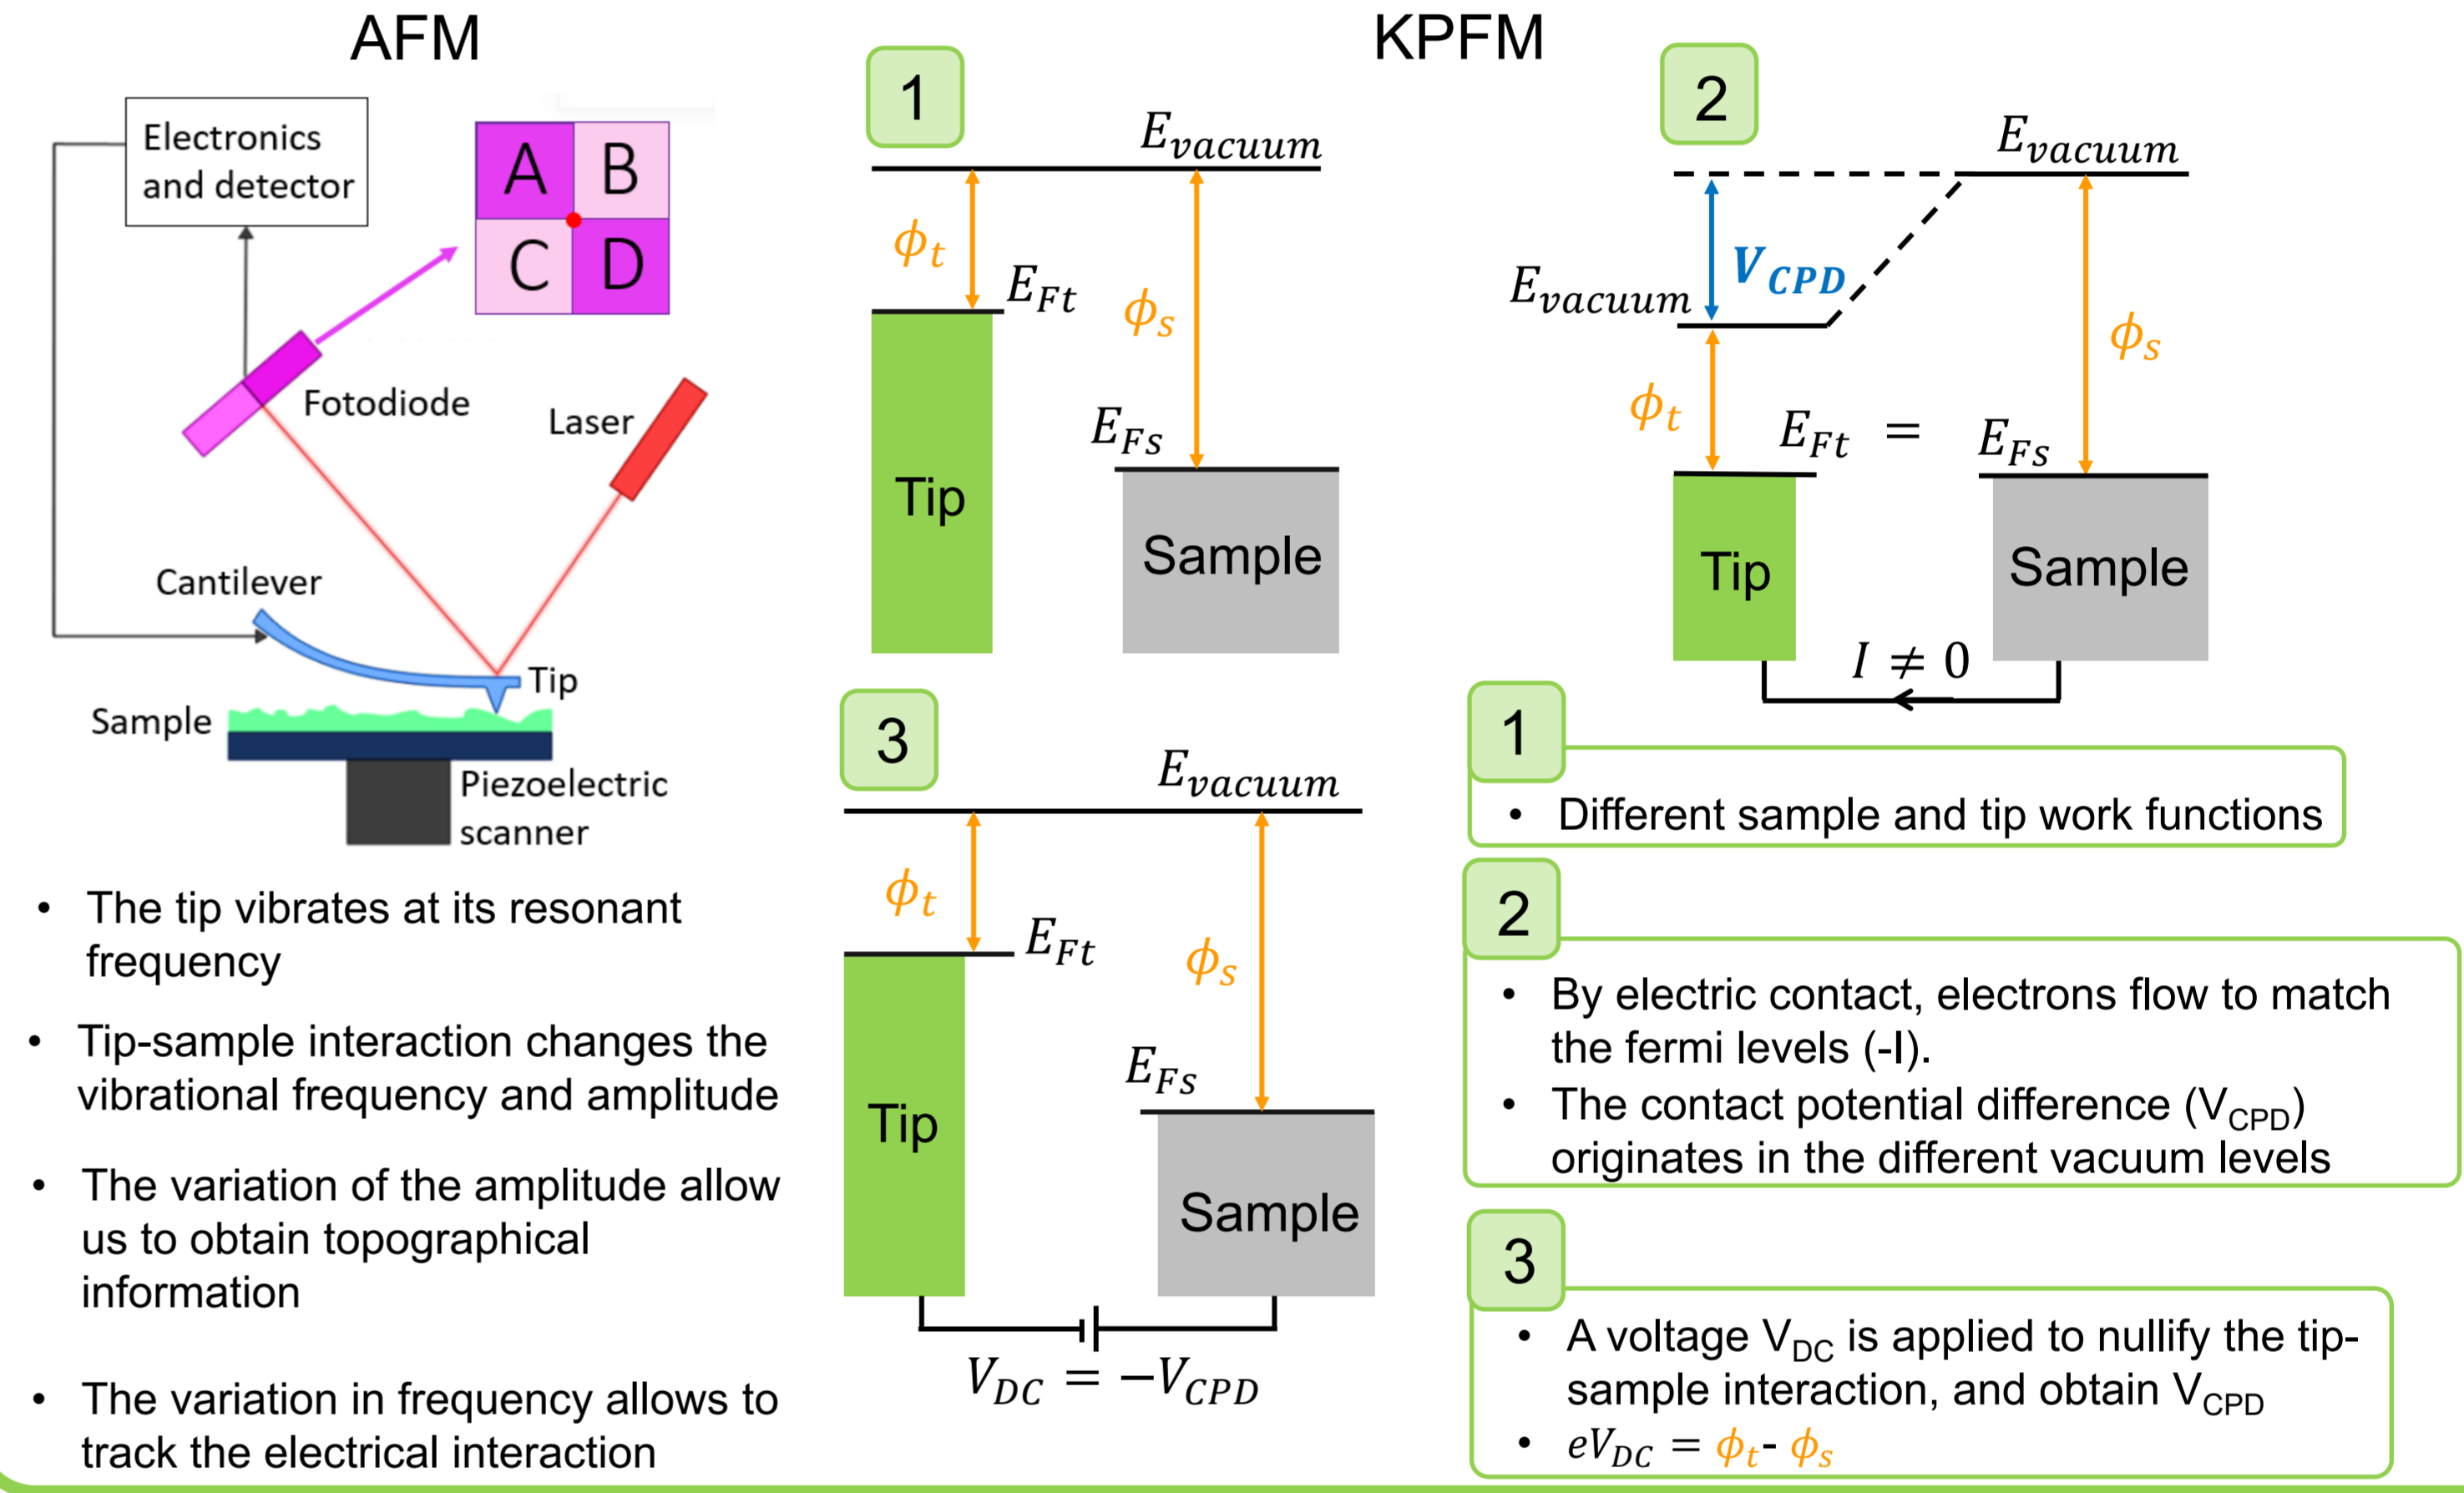 AFM
Electronics
and detector
A B
C D
Fotodiode
Laser
Cantilever
Tip
Sample
Piezoelectric
scanner
• The tip vibrates at its resonant
frequency
• Tip-sample interaction changes the
vibrational frequency and amplitude
• The variation of the amplitude allow
us to obtain topographical
information
• The variation in frequency allows to
track the electrical interaction
KPFM
1
E_vacuum
ϕ_t
E_Ft
ϕ_s
E_Fs
Tip
Sample
2
E_vacuum
V_CPD
E_vacuum
ϕ_s
ϕ_t
E_Ft = E_Fs
Tip
Sample
I ≠ 0
3
E_vacuum
ϕ_t
E_Ft
ϕ_s
E_Fs
Tip
Sample
V_DC = −V_CPD
1
• Different sample and tip work functions
2
• By electric contact, electrons flow to match
the fermi levels (-I).
• The contact potential difference (V_CPD)
originates in the different vacuum levels
3
• A voltage V_DC is applied to nullify the tip-
sample interaction, and obtain V_CPD
• eV_DC = ϕ_t- ϕ_s